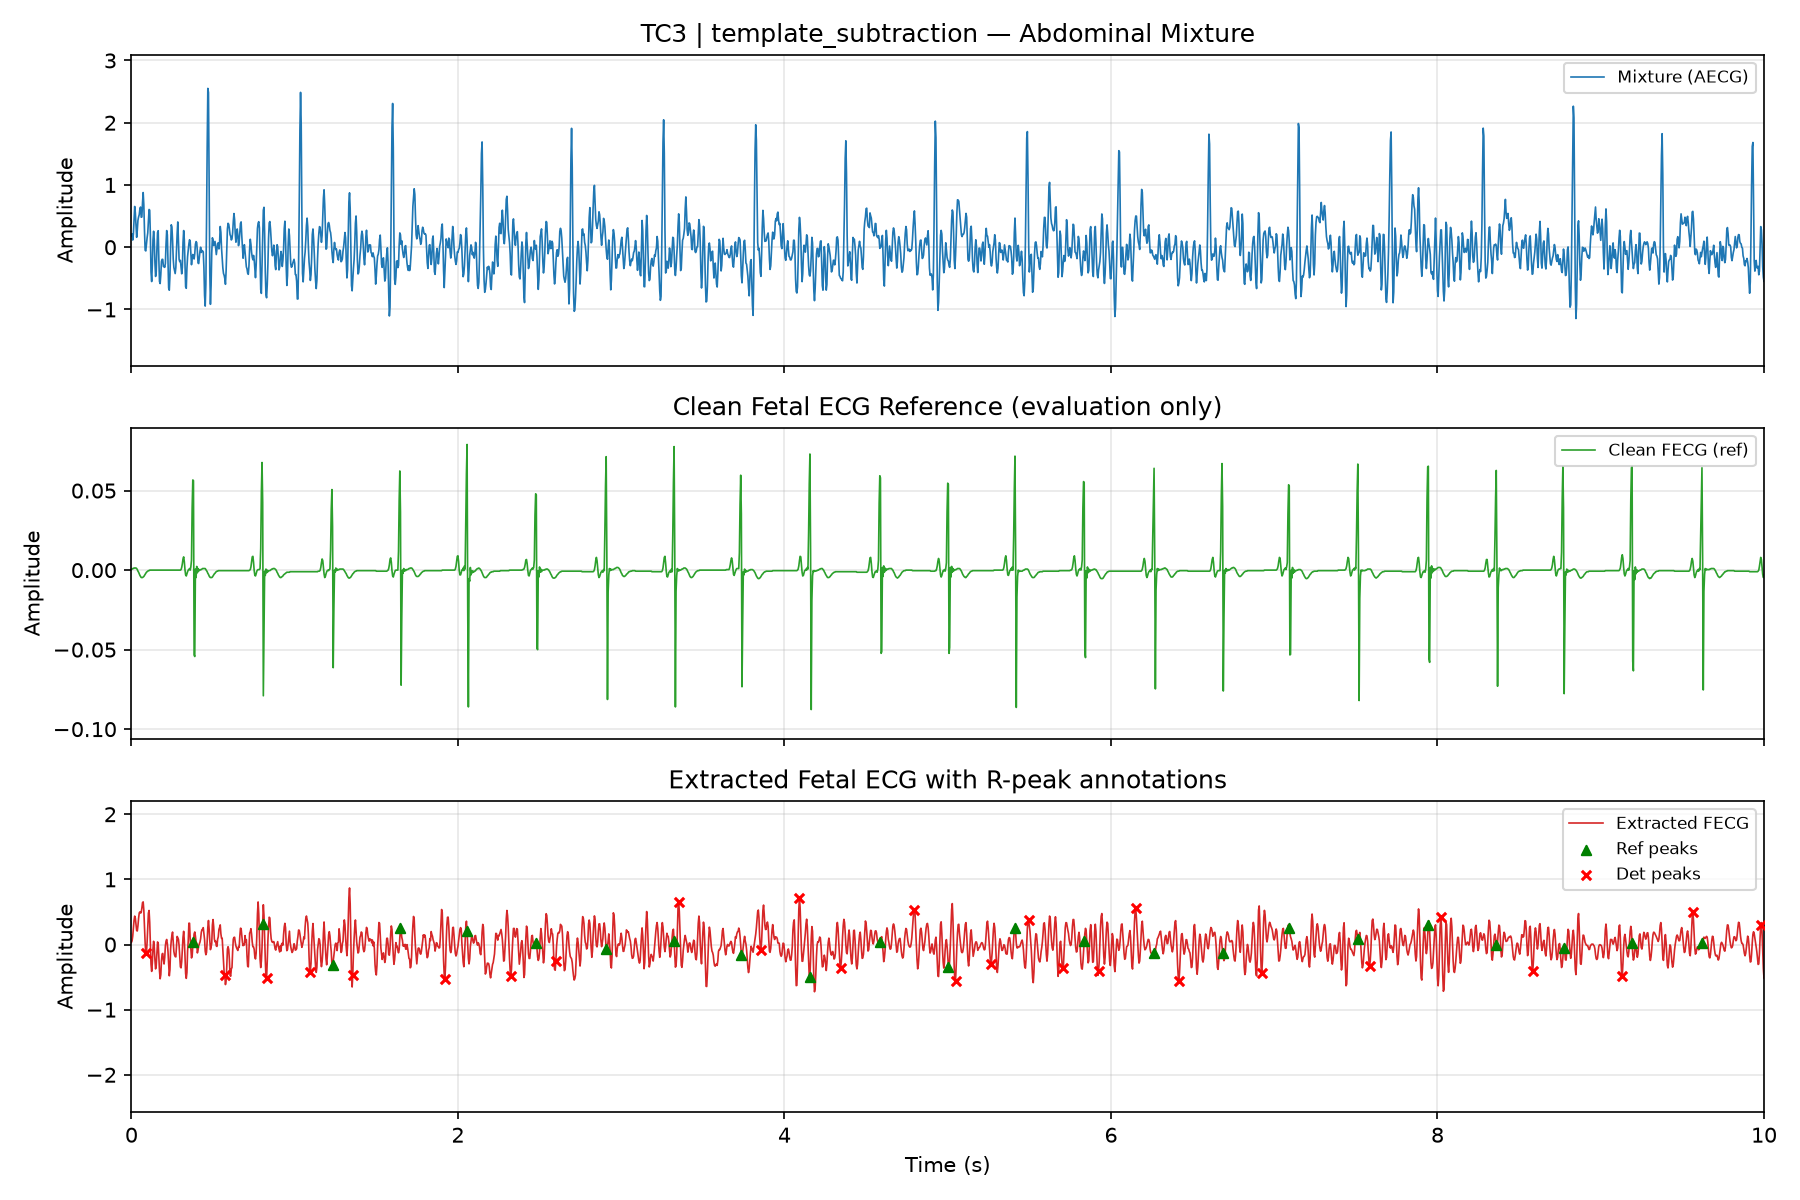 TC3 | template_subtraction — Abdominal Mixture
3
2
1
0
−1
Amplitude
Mixture (AECG)
Clean Fetal ECG Reference (evaluation only)
0.05
0.00
−0.05
−0.10
Amplitude
Clean FECG (ref)
Extracted Fetal ECG with R-peak annotations
2
1
0
−1
−2
Amplitude
Extracted FECG
Ref peaks
Det peaks
0 2 4 6 8 10
Time (s)